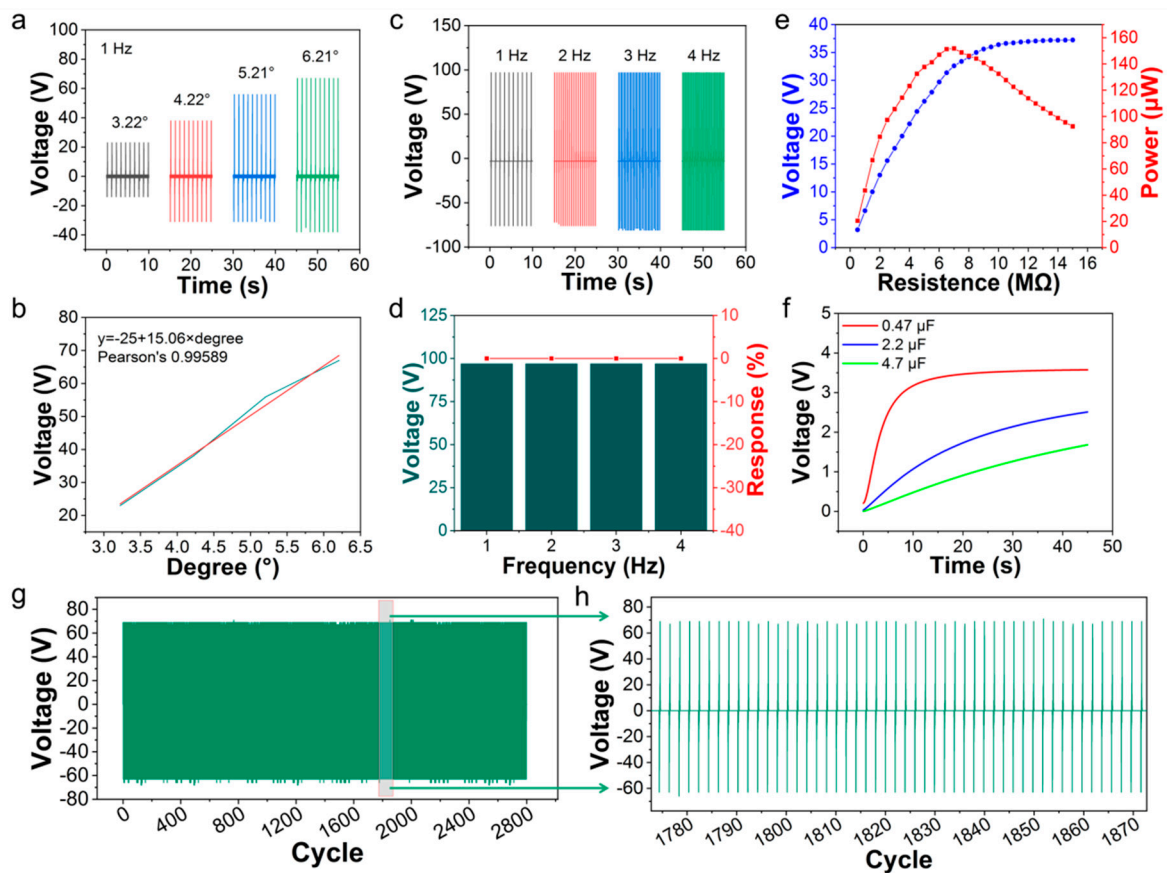 a
Voltage (V)
100
80
60
40
20
0
-20
-40
1 Hz
3.22°
4.22°
5.21°
6.21°
0 10 20 30 40 50 60
Time (s)
c
Voltage (V)
150
100
50
0
-50
-100
1 Hz 2 Hz 3 Hz 4 Hz
0 10 20 30 40 50 60
Time (s)
e
Voltage (V)
40
35
30
25
20
15
10
5
0
160
140
120
100
80
60
40
20
0
Power (µW)
0 2 4 6 8 10 12 14 16
Resistence (MΩ)
b
Voltage (V)
80
70
60
50
40
30
20
y=-25+15.06×degree
Pearson's 0.99589
3.0 3.5 4.0 4.5 5.0 5.5 6.0 6.5
Degree (°)
d
Voltage (V)
125
100
75
50
25
0
10
0
-10
-20
-30
-40
Response (%)
1 2 3 4
Frequency (Hz)
f
Voltage (V)
5
4
3
2
1
0
0.47 µF
2.2 µF
4.7 µF
0 10 20 30 40 50
Time (s)
g
Voltage (V)
80
60
40
20
0
-20
-40
-60
-80
0 400 800 1200 1600 2000 2400 2800
Cycle
h
Voltage (V)
80
60
40
20
0
-20
-40
-60
1780 1790 1800 1810 1820 1830 1840 1850 1860 1870
Cycle